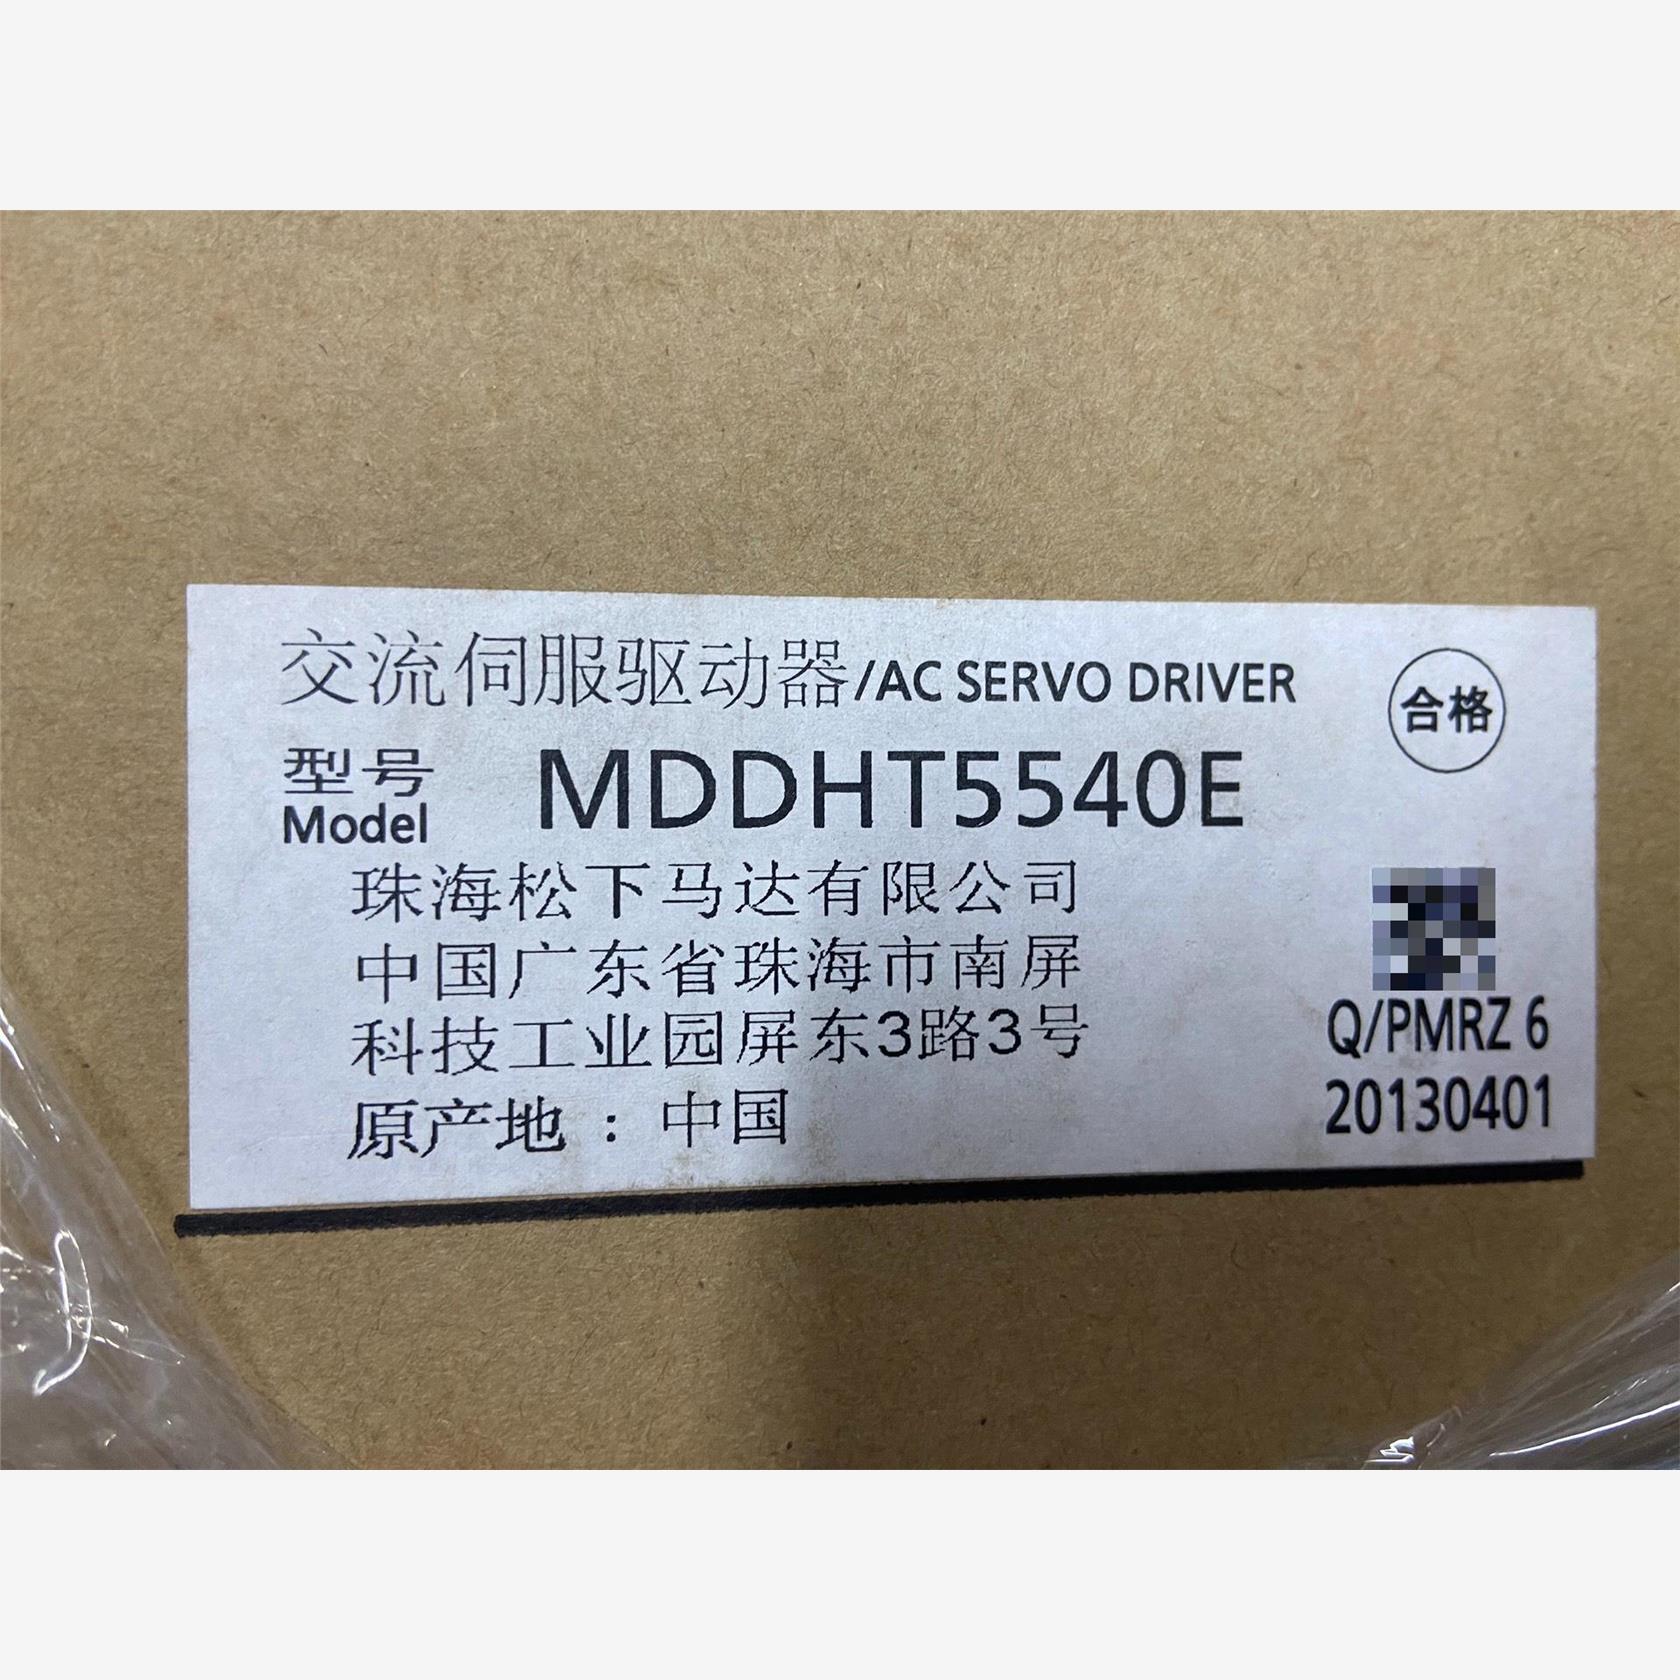 交流伺服驱动器/AC SERVO DRIVER
合格
型号 MDDHT5540E
Model
珠海松下马达有限公司
中国广东省珠海市南屏
科技工业园屏东3路3号
原产地：中国
Q/PMRZ 6
20130401